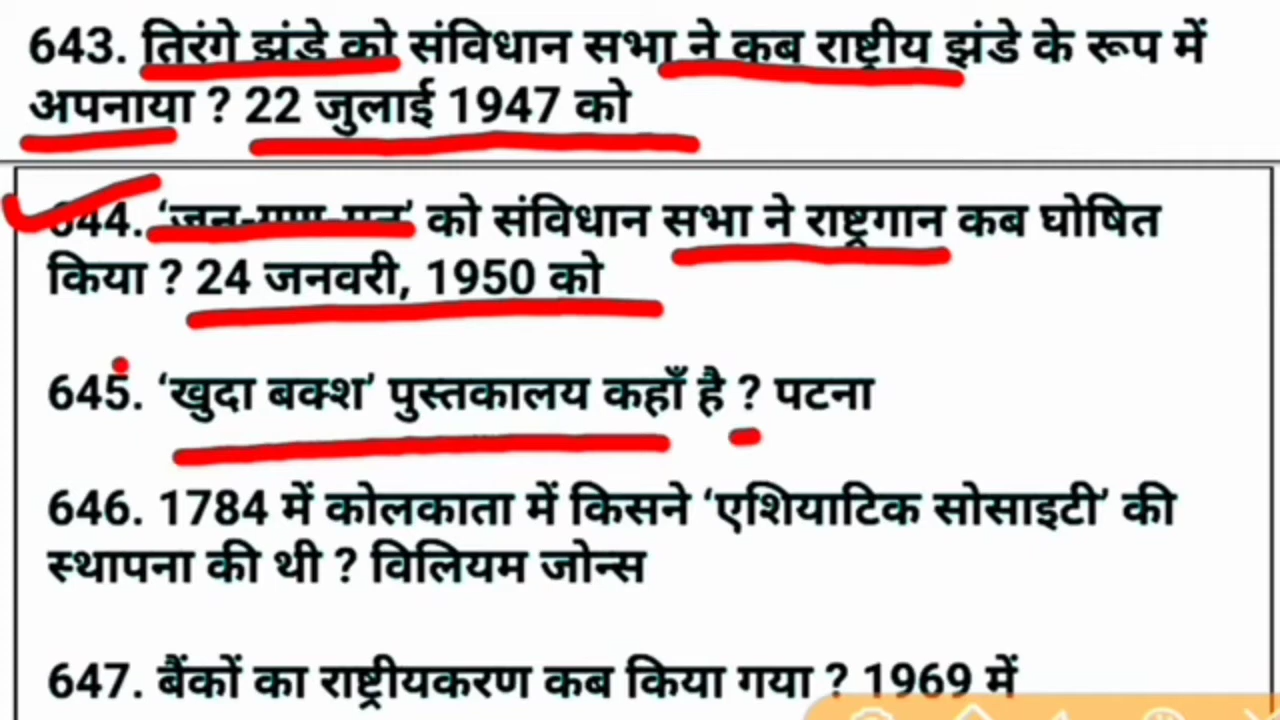 643. तिरंगे झंडे को संविधान सभा ने कब राष्ट्रीय झंडे के रूप में
अपनाया ? 22 जुलाई 1947 को
644. ‘जन-गण-मन’ को संविधान सभा ने राष्ट्रगान कब घोषित
किया ? 24 जनवरी, 1950 को
645. ‘खुदा बक्श’ पुस्तकालय कहाँ है ? पटना
646. 1784 में कोलकाता में किसने ‘एशियाटिक सोसाइटी’ की
स्थापना की थी ? विलियम जोन्स
647. बैंकों का राष्ट्रीयकरण कब किया गया ? 1969 में